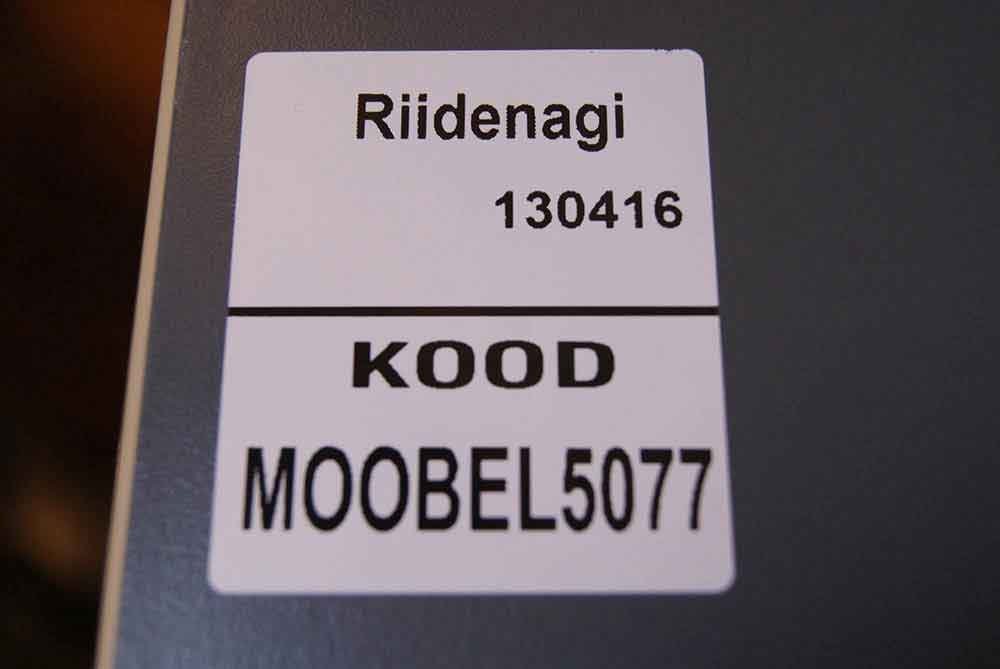 Riidenagi
130416
KOOD
MOOBEL5077